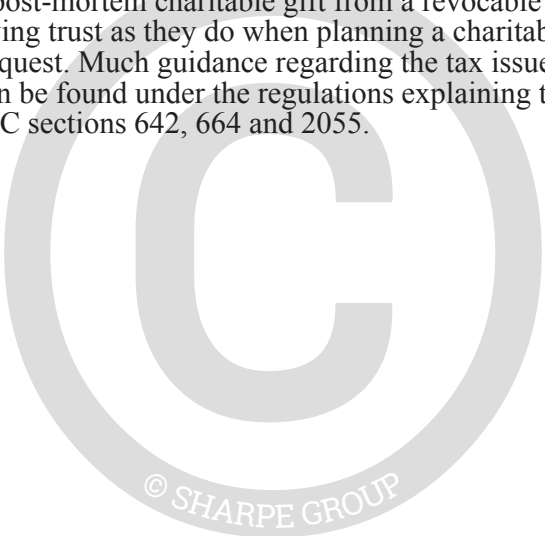 post-mortem charitable gift from a revocable
ving trust as they do when planning a charitab
quest. Much guidance regarding the tax issue
n be found under the regulations explaining t
C sections 642, 664 and 2055.
C
© SHARPE GROUP